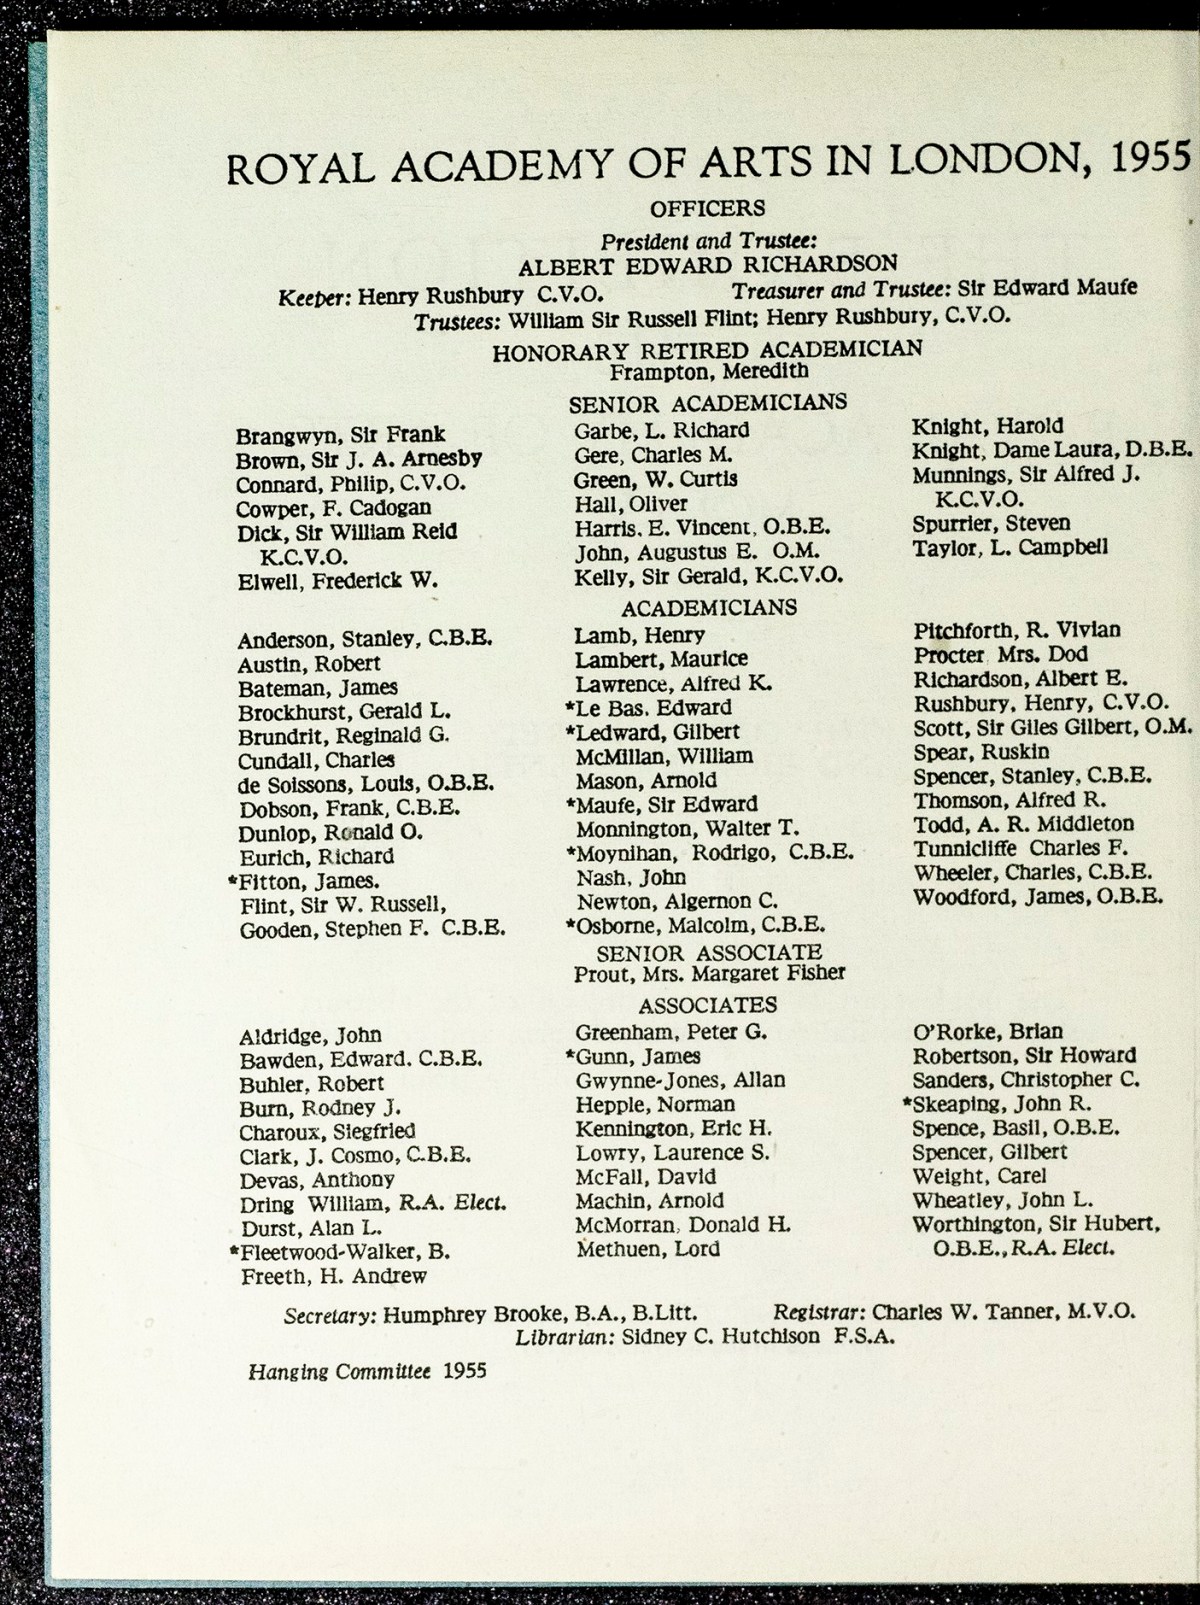 ROYAL ACADEMY OF ARTS IN LONDON, 1955
OFFICERS
President and Trustee:
ALBERT EDWARD RICHARDSON
Keeper: Henry Rushbury C.V.O. Treasurer and Trustee: Sir Edward Maufe
Trustees: William Sir Russell Flint; Henry Rushbury, C.V.O.
HONORARY RETIRED ACADEMICIAN
Frampton, Meredith
SENIOR ACADEMICIANS
Brangwyn, Sir Frank
Brown, Sir J. A. Arnesby
Connard, Philip, C.V.O.
Cowper, F. Cadogan
Dick, Sir William Reid
K.C.V.O.
Elwell, Frederick W.
Garbe, L. Richard
Gere, Charles M.
Green, W. Curtis
Hall, Oliver
Harris, E. Vincent, O.B.E.
John, Augustus E. O.M.
Kelly, Sir Gerald, K.C.V.O.
Knight, Harold
Knight, Dame Laura, D.B.E.
Munnings, Sir Alfred J.
K.C.V.O.
Spurrier, Steven
Taylor, L. Campbell
ACADEMICIANS
Anderson, Stanley, C.B.E.
Austin, Robert
Bateman, James
Brockhurst, Gerald L.
Brundrit, Reginald G.
Cundall, Charles
de Soissons, Louis, O.B.E.
Dobson, Frank, C.B.E.
Dunlop, Ronald O.
Eurich, Richard
*Fitton, James.
Flint, Sir W. Russell,
Gooden, Stephen F. C.B.E.
Lamb, Henry
Lambert, Maurice
Lawrence, Alfred K.
*Le Bas. Edward
*Ledward, Gilbert
McMillan, William
Mason, Arnold
*Maufe, Sir Edward
Monnington, Walter T.
*Moynihan, Rodrigo, C.B.E.
Nash, John
Newton, Algernon C.
*Osborne, Malcolm, C.B.E.
Pitchforth, R. Vivian
Procter Mrs. Dod
Richardson, Albert E.
Rushbury, Henry, C.V.O.
Scott, Sir Giles Gilbert, O.M.
Spear, Ruskin
Spencer, Stanley, C.B.E.
Thomson, Alfred R.
Todd, A. R. Middleton
Tunnicliffe Charles F.
Wheeler, Charles, C.B.E.
Woodford, James, O.B.E.
SENIOR ASSOCIATE
Prout, Mrs. Margaret Fisher
ASSOCIATES
Aldridge, John
Bawden, Edward. C.B.E.
Buhler, Robert
Burn, Rodney J.
Charoux, Siegfried
Clark, J. Cosmo, C.B.E.
Devas, Anthony
Dring William, R.A. Elect.
Durst, Alan L.
*Fleetwood-Walker, B.
Freeth, H. Andrew
Greenham, Peter G.
*Gunn, James
Gwynne-Jones, Allan
Hepple, Norman
Kennington, Eric H.
Lowry, Laurence S.
McFall, David
Machin, Arnold
McMorran, Donald H.
Methuen, Lord
O'Rorke, Brian
Robertson, Sir Howard
Sanders, Christopher C.
*Skeaping, John R.
Spence, Basil, O.B.E.
Spencer, Gilbert
Weight, Carel
Wheatley, John L.
Worthington, Sir Hubert,
O.B.E., R.A. Elect.
Secretary: Humphrey Brooke, B.A., B.Litt. Registrar: Charles W. Tanner, M.V.O.
Librarian: Sidney C. Hutchison F.S.A.
Hanging Committee 1955